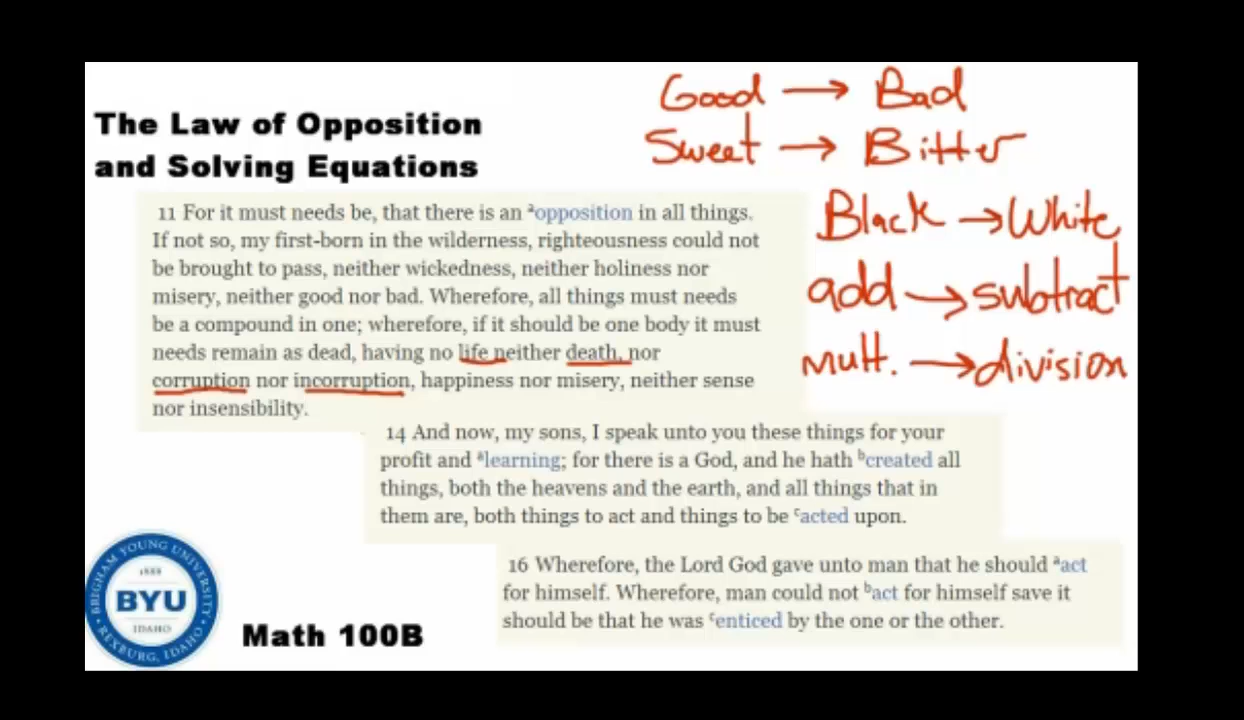 The Law of Opposition
and Solving Equations
Good → Bad
Sweet → Bitter
Black → White
add → subtract
Mult. → division
11 For it must needs be, that there is an ᵃopposition in all things.
If not so, my first-born in the wilderness, righteousness could not
be brought to pass, neither wickedness, neither holiness nor
misery, neither good nor bad. Wherefore, all things must needs
be a compound in one; wherefore, if it should be one body it must
needs remain as dead, having no life neither death, nor
corruption nor incorruption, happiness nor misery, neither sense
nor insensibility.
14 And now, my sons, I speak unto you these things for your
profit and ᵃlearning; for there is a God, and he hath ᵇcreated all
things, both the heavens and the earth, and all things that in
them are, both things to act and things to be ᶜacted upon.
16 Wherefore, the Lord God gave unto man that he should ᵃact
for himself. Wherefore, man could not ᵇact for himself save it
should be that he was ᶜenticed by the one or the other.
BRIGHAM YOUNG UNIVERSITY
1888
BYU
IDAHO
REXBURG, IDAHO
Math 100B